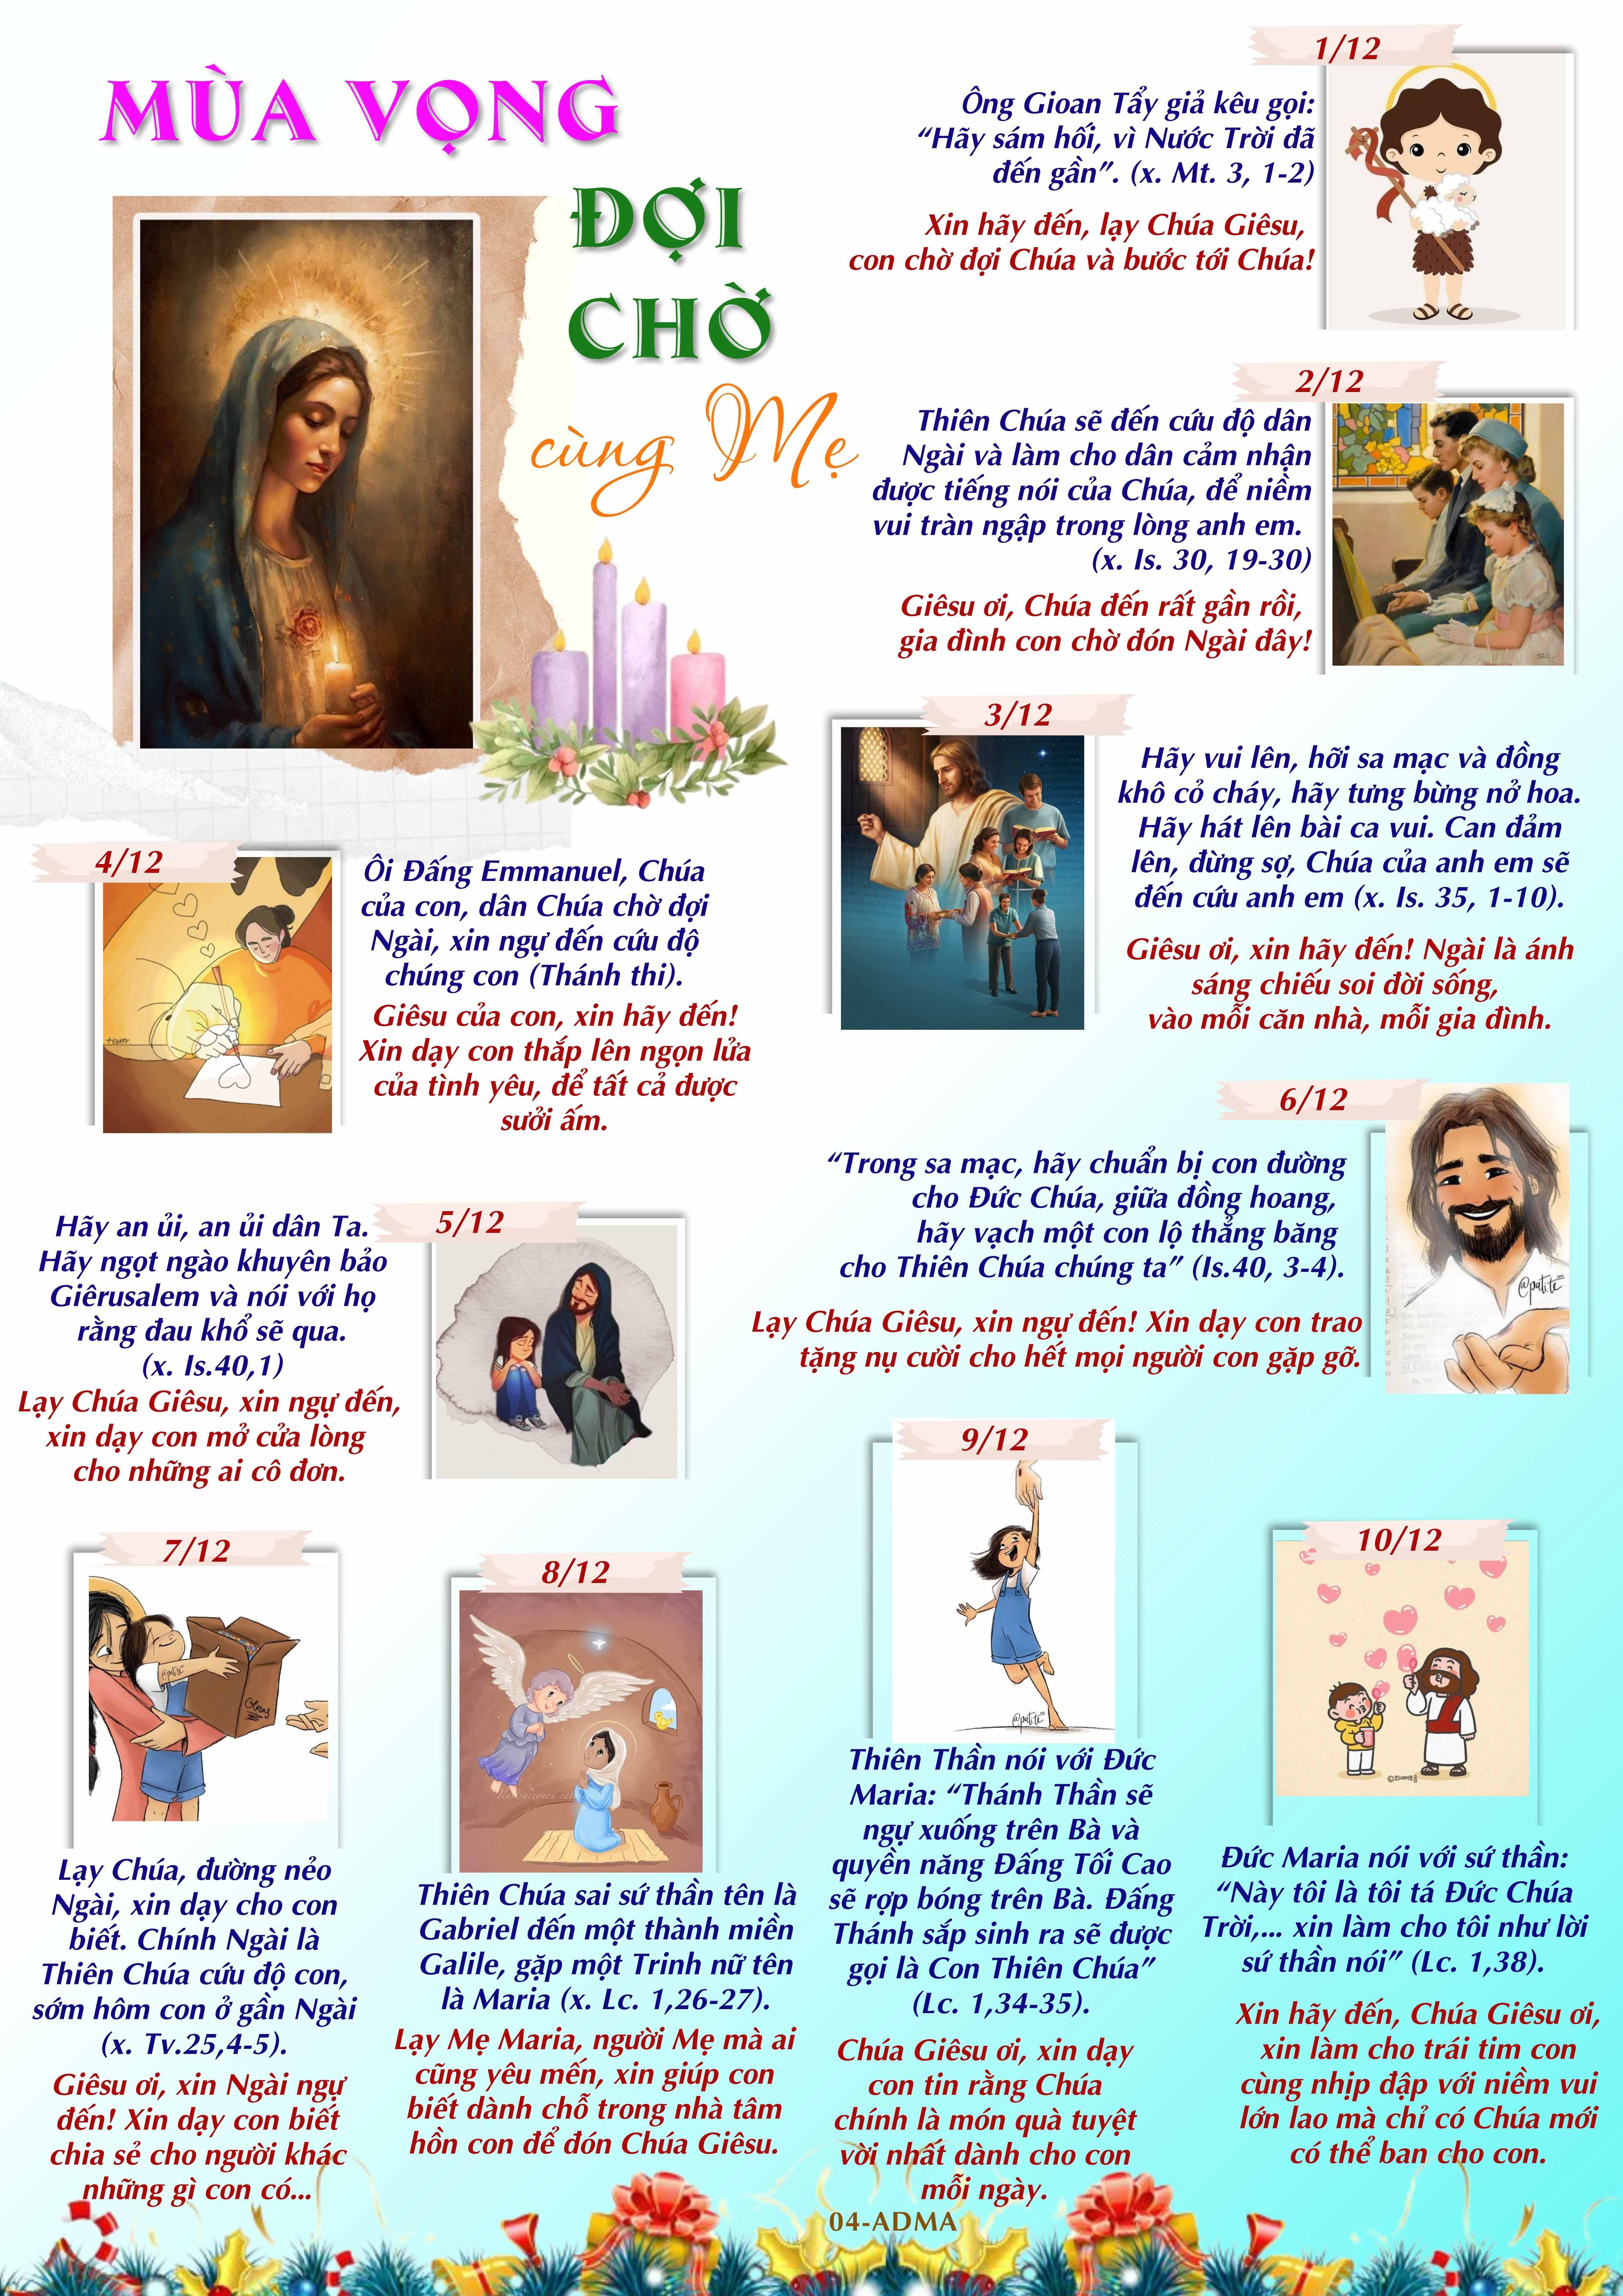 MÙA VỌNG
ĐỢI
CHỜ
cùng Mẹ
1/12
Ông Gioan Tẩy giả kêu gọi:
“Hãy sám hối, vì Nước Trời đã
đến gần”. (x. Mt. 3, 1-2)
Xin hãy đến, lạy Chúa Giêsu,
con chờ đợi Chúa và bước tới Chúa!
2/12
Thiên Chúa sẽ đến cứu độ dân
Ngài và làm cho dân cảm nhận
được tiếng nói của Chúa, để niềm
vui tràn ngập trong lòng anh em.
(x. Is. 30, 19-30)
Giêsu ơi, Chúa đến rất gần rồi,
gia đình con chờ đón Ngài đây!
3/12
Hãy vui lên, hỡi sa mạc và đồng
khô cỏ cháy, hãy tưng bừng nở hoa.
Hãy hát lên bài ca vui. Can đảm
lên, đừng sợ, Chúa của anh em sẽ
đến cứu anh em (x. Is. 35, 1-10).
Giêsu ơi, xin hãy đến! Ngài là ánh
sáng chiếu soi đời sống,
vào mỗi căn nhà, mỗi gia đình.
4/12
Ôi Đấng Emmanuel, Chúa
của con, dân Chúa chờ đợi
Ngài, xin ngự đến cứu độ
chúng con (Thánh thi).
Giêsu của con, xin hãy đến!
Xin dạy con thắp lên ngọn lửa
của tình yêu, để tất cả được
sưởi ấm.
5/12
Hãy an ủi, an ủi dân Ta.
Hãy ngọt ngào khuyên bảo
Giêrusalem và nói với họ
rằng đau khổ sẽ qua.
(x. Is.40,1)
Lạy Chúa Giêsu, xin ngự đến,
xin dạy con mở cửa lòng
cho những ai cô đơn.
6/12
“Trong sa mạc, hãy chuẩn bị con đường
cho Đức Chúa, giữa đồng hoang,
hãy vạch một con lộ thẳng băng
cho Thiên Chúa chúng ta” (Is.40, 3-4).
Lạy Chúa Giêsu, xin ngự đến! Xin dạy con trao
tặng nụ cười cho hết mọi người con gặp gỡ.
@patite
7/12
@patite
Lạy Chúa, đường nẻo
Ngài, xin dạy cho con
biết. Chính Ngài là
Thiên Chúa cứu độ con,
sớm hôm con ở gần Ngài
(x. Tv.25,4-5).
Giêsu ơi, xin Ngài ngự
đến! Xin dạy con biết
chia sẻ cho người khác
những gì con có...
8/12
Thiên Chúa sai sứ thần tên là
Gabriel đến một thành miền
Galile, gặp một Trinh nữ tên
là Maria (x. Lc. 1,26-27).
Lạy Mẹ Maria, người Mẹ mà ai
cũng yêu mến, xin giúp con
biết dành chỗ trong nhà tâm
hồn con để đón Chúa Giêsu.
9/12
@patite
Thiên Thần nói với Đức
Maria: “Thánh Thần sẽ
ngự xuống trên Bà và
quyền năng Đấng Tối Cao
sẽ rợp bóng trên Bà. Đấng
Thánh sắp sinh ra sẽ được
gọi là Con Thiên Chúa”
(Lc. 1,34-35).
Chúa Giêsu ơi, xin dạy
con tin rằng Chúa
chính là món quà tuyệt
vời nhất dành cho con
mỗi ngày.
10/12
Đức Maria nói với sứ thần:
“Này tôi là tôi tá Đức Chúa
Trời,... xin làm cho tôi như lời
sứ thần nói” (Lc. 1,38).
Xin hãy đến, Chúa Giêsu ơi,
xin làm cho trái tim con
cùng nhịp đập với niềm vui
lớn lao mà chỉ có Chúa mới
có thể ban cho con.
04-ADMA